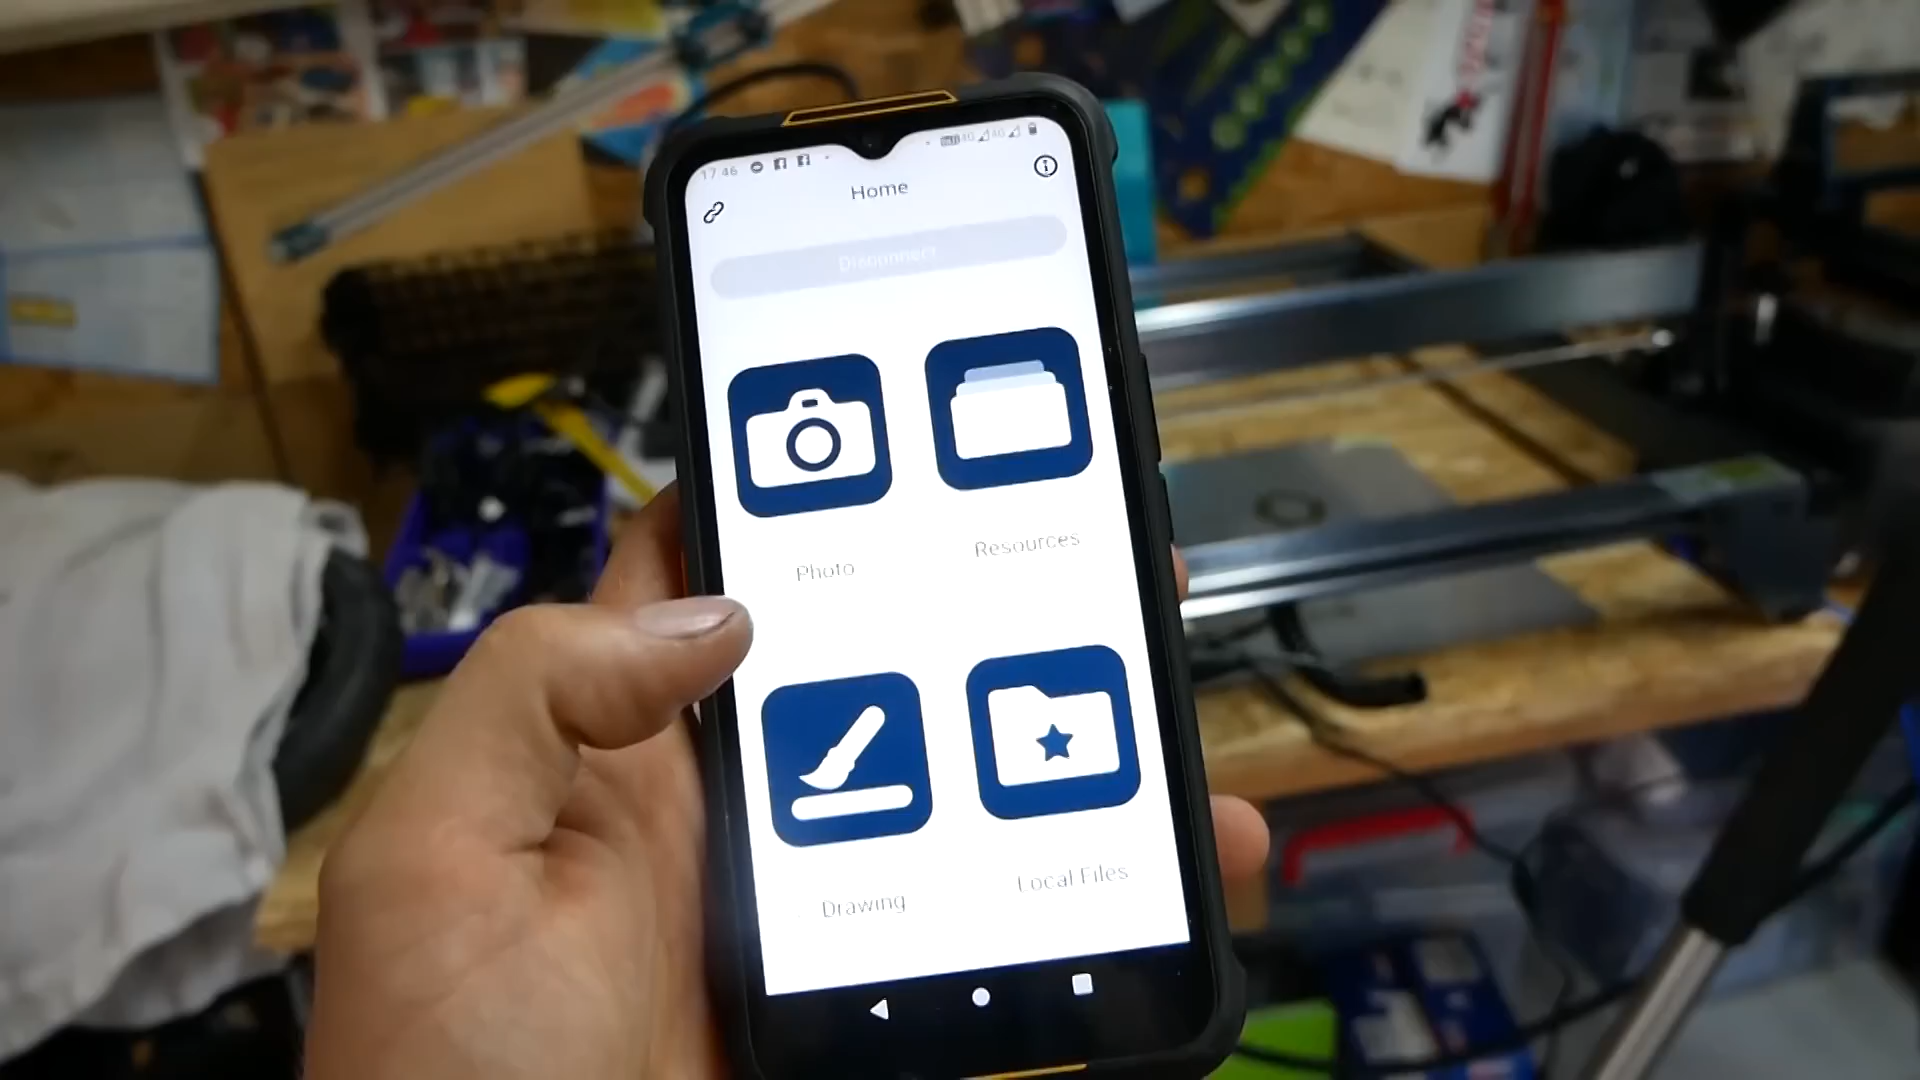 17:46
Home
Disconnect
Photo
Resources
Drawing
Local Files